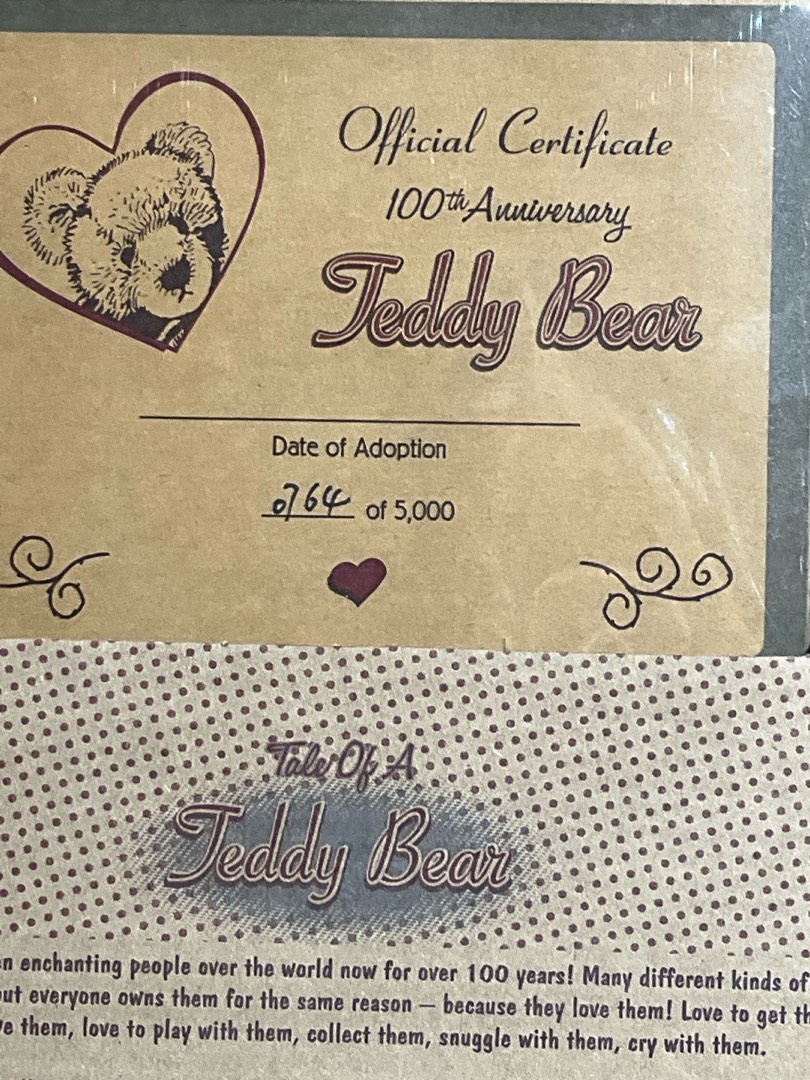 Official Certificate
100th Anniversary
Teddy Bear
Date of Adoption
0764 of 5,000
Tale Of A
Teddy Bear
enchanting people over the world now for over 100 years! Many different kinds of
everyone owns them for the same reason – because they love them! Love to get
them, love to play with them, collect them, snuggle with them, cry with them.